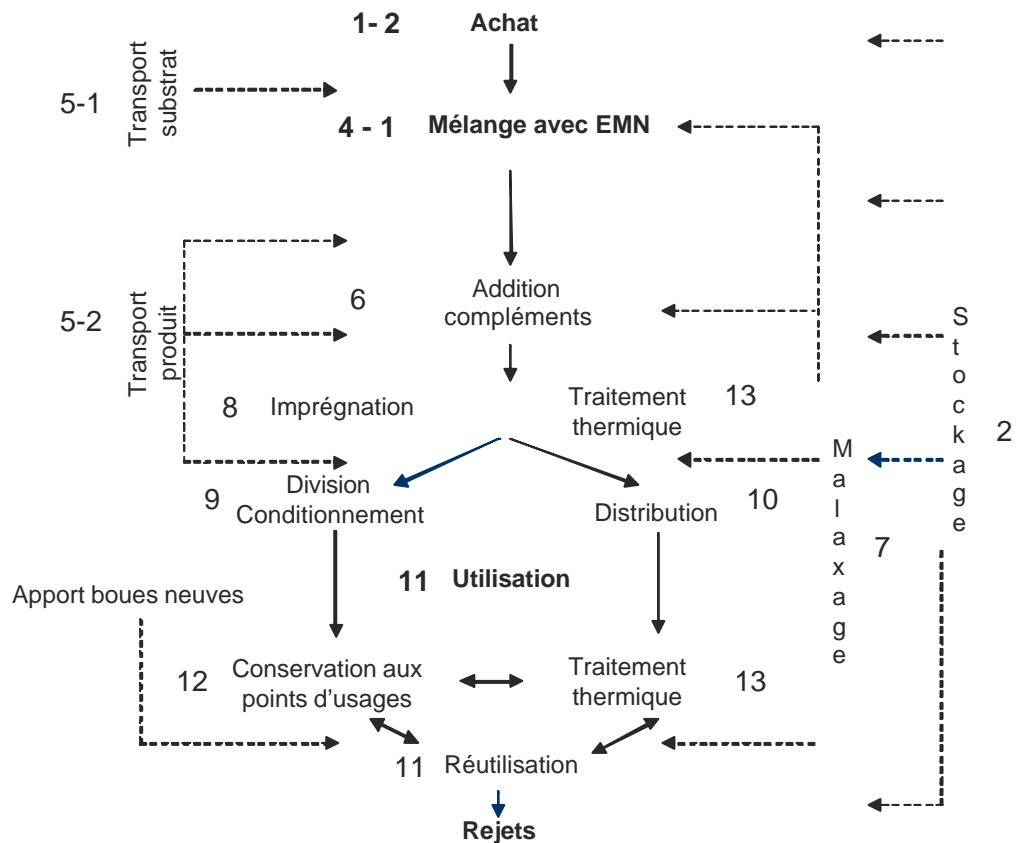 1- 2 Achat
5-1
Transport
substrat
4 - 1 Mélange avec EMN
5-2
Transport
produit
6
Addition
compléments
8 Imprégnation
Traitement
thermique
13
Stockage
2
Malaxage
7
9
Division
Conditionnement
Distribution
10
11 Utilisation
Apport boues neuves
12
Conservation aux
points d'usages
Traitement
thermique
13
11 Réutilisation
Rejets